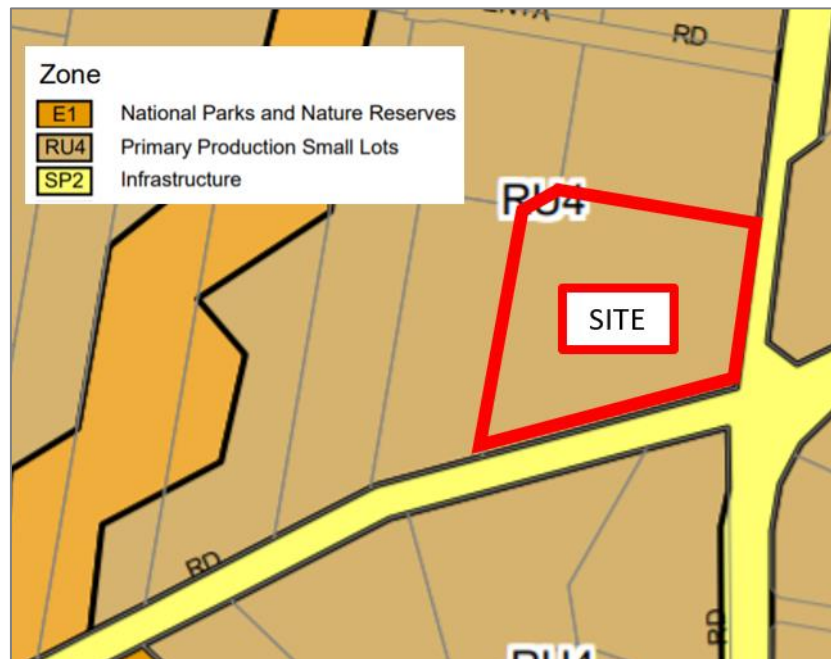 RD
Zone
E1 National Parks and Nature Reserves
RU4 Primary Production Small Lots
SP2 Infrastructure
RU4
SITE
RD
RD
RU4